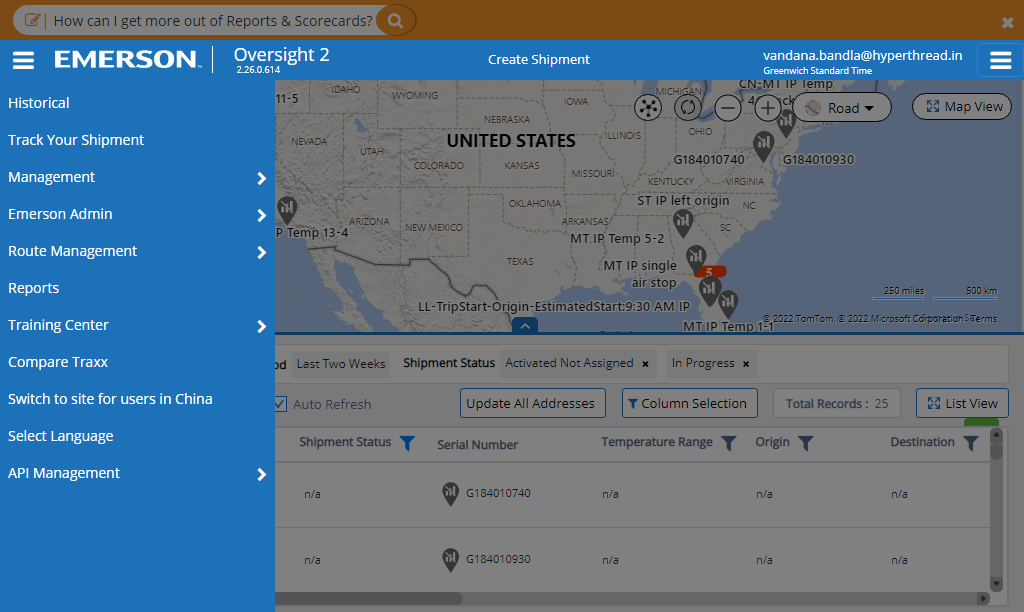 How can I get more out of Reports & Scorecards?
EMERSON
Oversight 2
2.26.0.614
Create Shipment
vandana.bandla@hyperthread.in
Greenwich Standard Time
Historical
Track Your Shipment
Management
Emerson Admin
Route Management
Reports
Training Center
Compare Traxx
Switch to site for users in China
Select Language
API Management
11-5
IDAHO
WYOMING
IOWA
MICHIGAN
CN-MT IP Temp
Road
Map View
NEBRASKA
NEVADA
UNITED STATES
ILLINOIS
OHIO
UTAH
COLORADO
KANSAS
MISSOURI
G184010740
G184010930
KENTUCKY
VIRGINIA
ST IP left origin
NC
OKLAHOMA
ARIZONA
NEW MEXICO
ARKANSAS
SC
P Temp 13-4
MT IP Temp 5-2
TEXAS
MT IP single
air stop
5
250 miles
500 km
LL-TripStart-Origin-EstimatedStart:9:30 AM IP
MT IP Temp 1-1
© 2022 TomTom, © 2022 Microsoft Corporation Terms
od
Last Two Weeks
Shipment Status
Activated Not Assigned ×
In Progress ×
Auto Refresh
Update All Addresses
Column Selection
Total Records : 25
List View
Shipment Status
Serial Number
Temperature Range
Origin
Destination
n/a
G184010740
n/a
n/a
n/a
n/a
G184010930
n/a
n/a
n/a